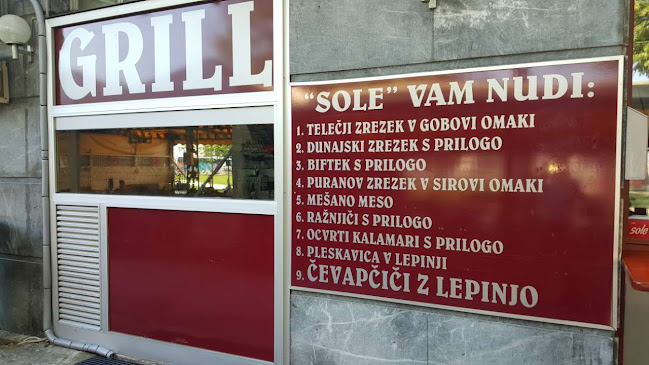 GRILL
"SOLE" VAM NUDI:
1. TELEČJI ZREZEK V GOBOVI OMAKI
2. DUNAJSKI ZREZEK S PRILOGO
3. BIFTEK S PRILOGO
4. PURANOV ZREZEK V SIROVI OMAKI
5. MEŠANO MESO
6. RAŽNJIČI S PRILOGO
7. OCVRTI KALAMARI S PRILOGO
8. PLESKAVICA V LEPINJI
9. ČEVAPČIČI Z LEPINJO
sole